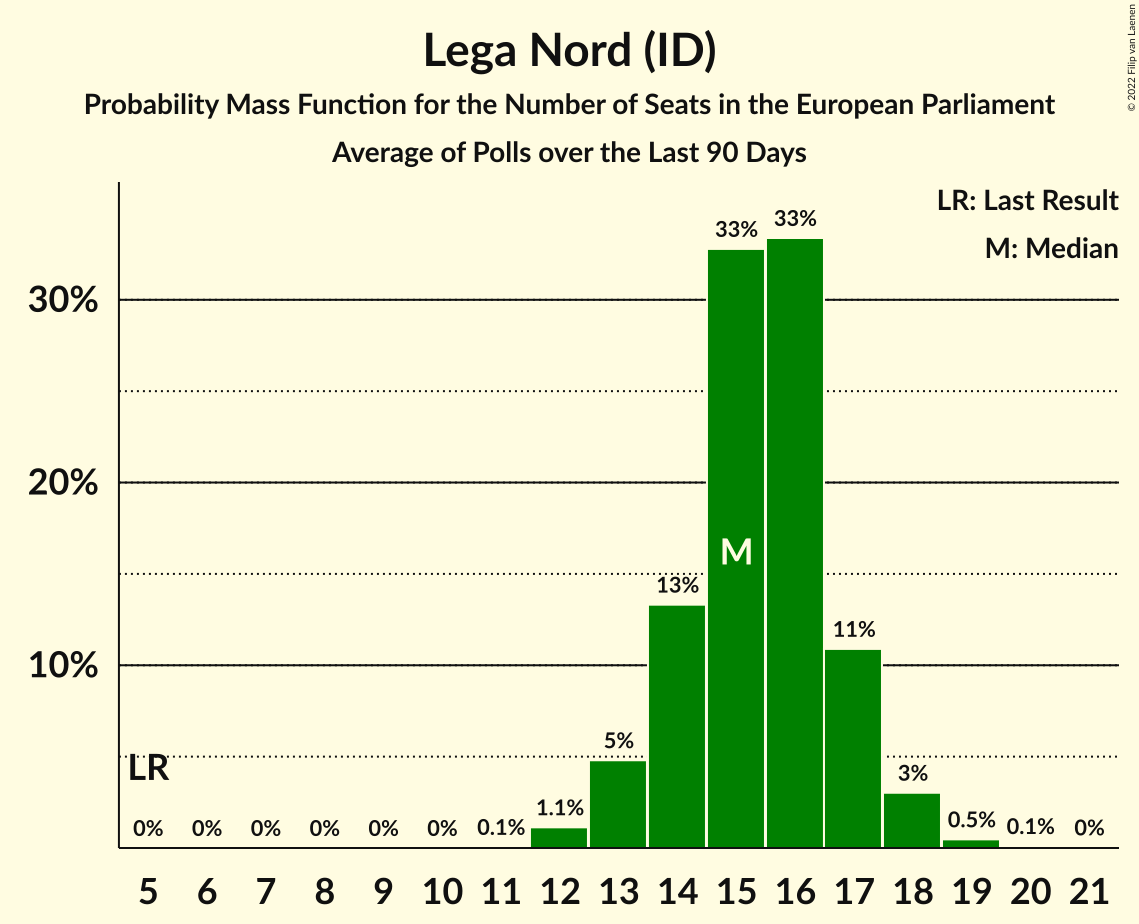 Lega Nord (ID)
Probability Mass Function for the Number of Seats in the European Parliament
Average of Polls over the Last 90 Days
© 2022 Filip van Laenen
LR: Last Result
M: Median
30%
20%
10%
LR
M
0%
0%
0%
0%
0%
0%
0.1%
1.1%
5%
13%
33%
33%
11%
3%
0.5%
0.1%
0%
5 6 7 8 9 10 11 12 13 14 15 16 17 18 19 20 21